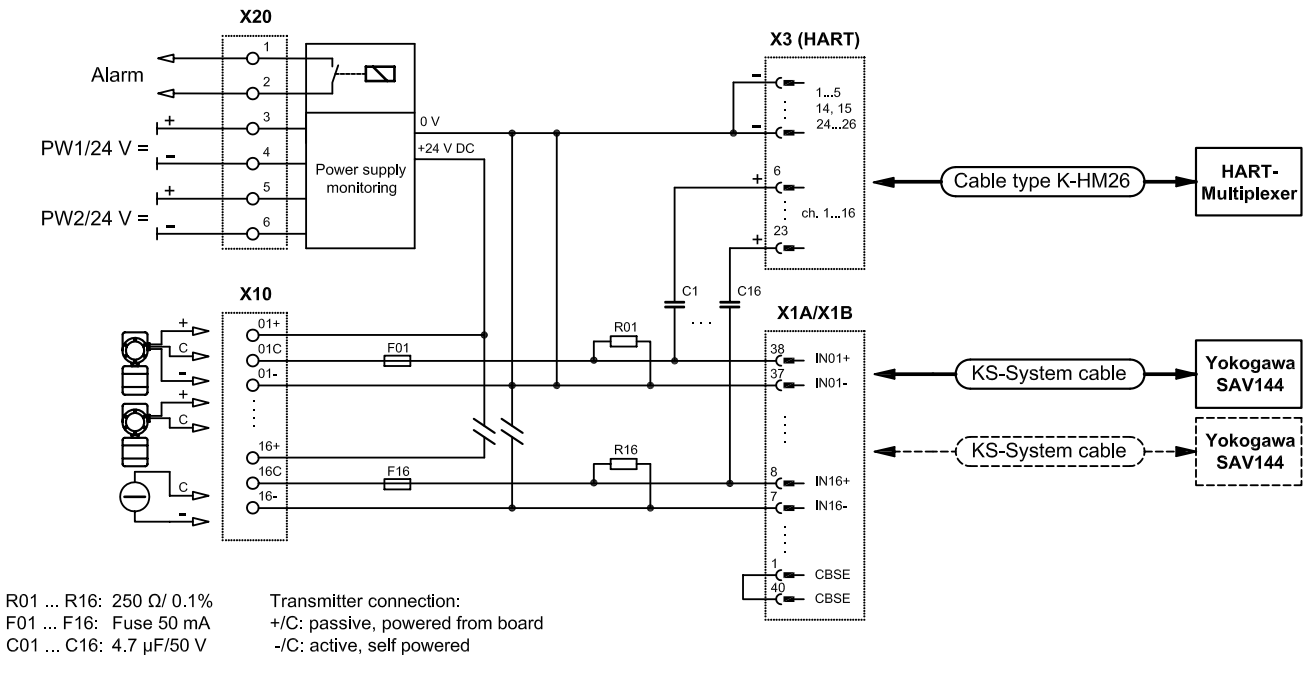 X20
Alarm
1
2
PW1/24 V =
+
3
-
4
PW2/24 V =
+
5
-
6
Power supply
monitoring
0 V
+24 V DC
X3 (HART)
-
1...5
14, 15
24...26
-
+
6
ch. 1...16
23
+
Cable type K-HM26
HART-
Multiplexer
C1
...
C16
X10
+
C
-
+
C
C
-
01+
01C
01-
16+
16C
16-
F01
R01
F16
R16
X1A/X1B
38
IN01+
37
IN01-
8
IN16+
7
IN16-
1
CBSE
40
CBSE
KS-System cable
Yokogawa
SAV144
KS-System cable
Yokogawa
SAV144
R01 ... R16: 250 Ω/ 0.1%
F01 ... F16: Fuse 50 mA
C01 ... C16: 4.7 µF/50 V
Transmitter connection:
+/C: passive, powered from board
-/C: active, self powered